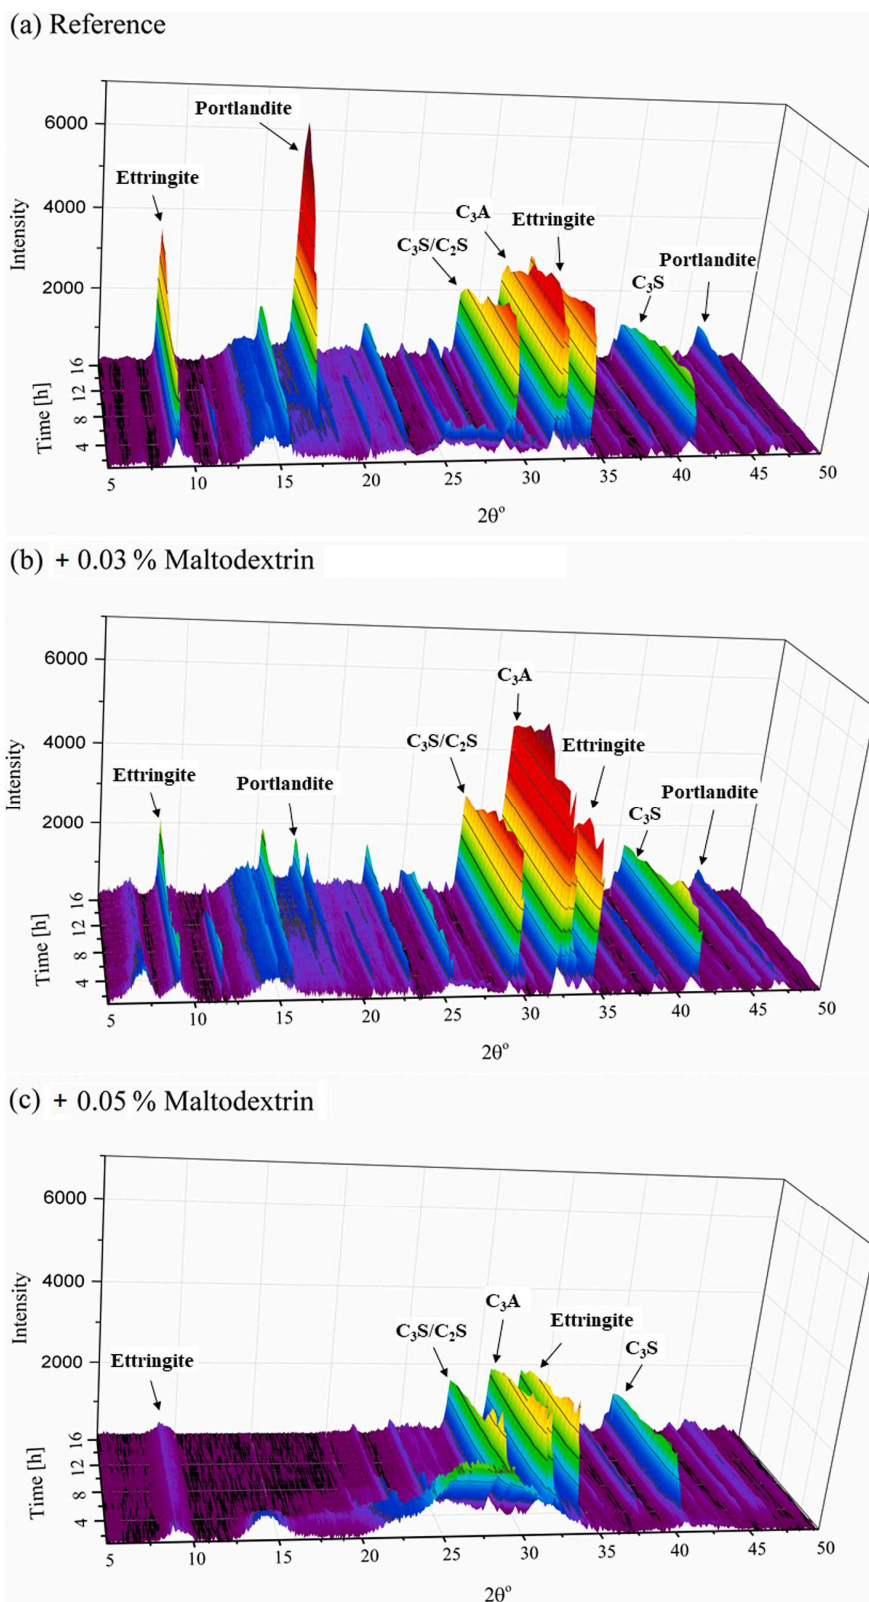 (a) Reference
Portlandite
6000
Ettringite
4000
C₃A
Ettringite
C₃S/C₂S
Portlandite
2000
C₃S
Intensity
16
12
8
4
Time [h]
5 10 15 20 25 30 35 40 45 50
2θº
(b) + 0.03 % Maltodextrin
6000
C₃A
4000
C₃S/C₂S
Ettringite
Ettringite
Portlandite
Portlandite
2000
C₃S
Intensity
16
12
8
4
Time [h]
5 10 15 20 25 30 35 40 45 50
2θº
(c) + 0.05 % Maltodextrin
6000
4000
C₃A
Ettringite
C₃S/C₂S
C₃S
2000
Ettringite
Intensity
16
12
8
4
Time [h]
5 10 15 20 25 30 35 40 45 50
2θº